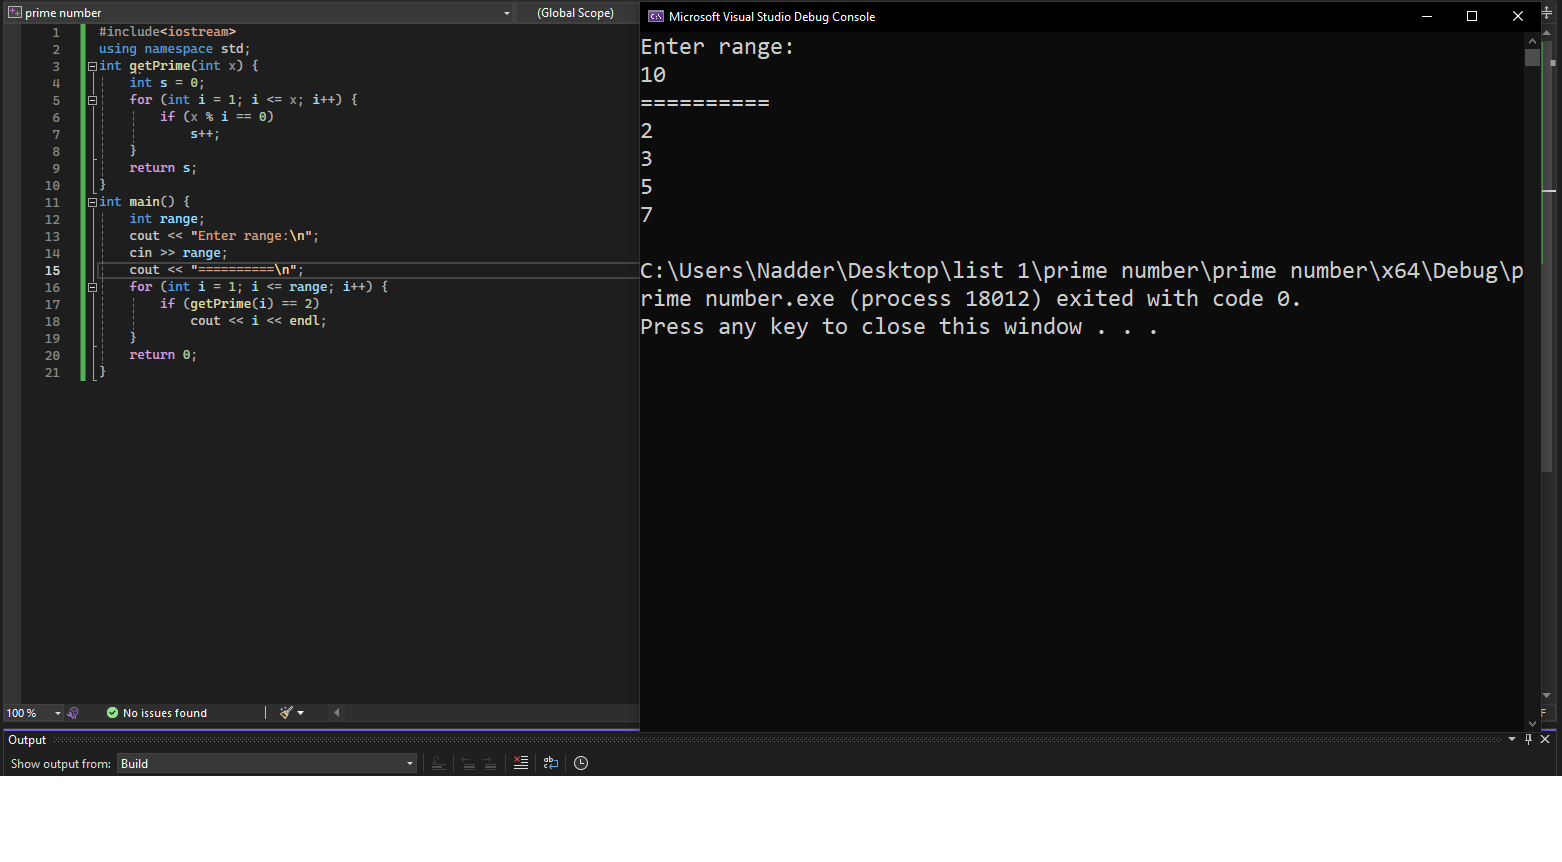 prime number
(Global Scope)
1 #include<iostream>
2 using namespace std;
3 int getPrime(int x) {
4 int s = 0;
5 for (int i = 1; i <= x; i++) {
6 if (x % i == 0)
7 s++;
8 }
9 return s;
10 }
11 int main() {
12 int range;
13 cout << "Enter range:\n";
14 cin >> range;
15 cout << "==========\n";
16 for (int i = 1; i <= range; i++) {
17 if (getPrime(i) == 2)
18 cout << i << endl;
19 }
20 return 0;
21 }
100 %
No issues found
Microsoft Visual Studio Debug Console
Enter range:
10
==========
2
3
5
7
C:\Users\Nadder\Desktop\list 1\prime number\prime number\x64\Debug\p
rime number.exe (process 18012) exited with code 0.
Press any key to close this window . . .
Output
Show output from: Build